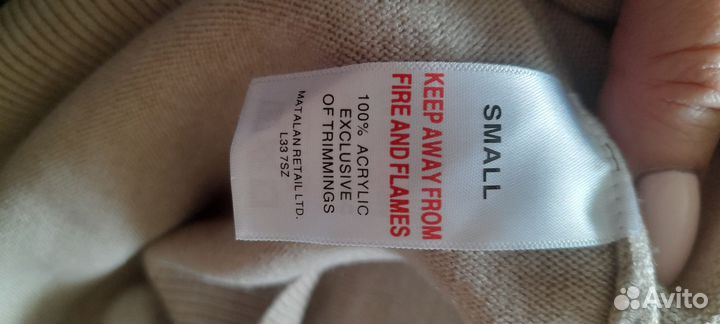 SMALL
KEEP AWAY FROM
FIRE AND FLAMES
100% ACRYLIC
EXCLUSIVE
OF TRIMMINGS
MATALAN RETAIL LTD.
L33 7SZ
Avito